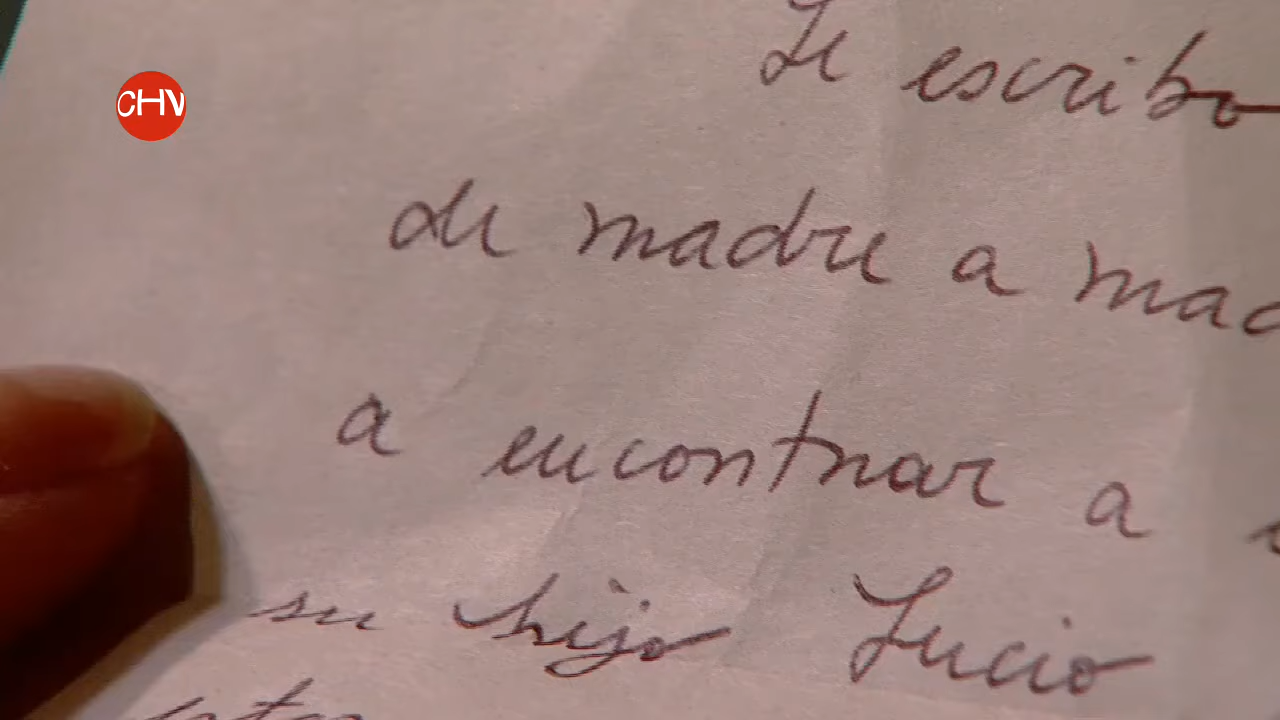 CHV
Le escribo
de madre a mad
a encontrar a
su hijo Lucio